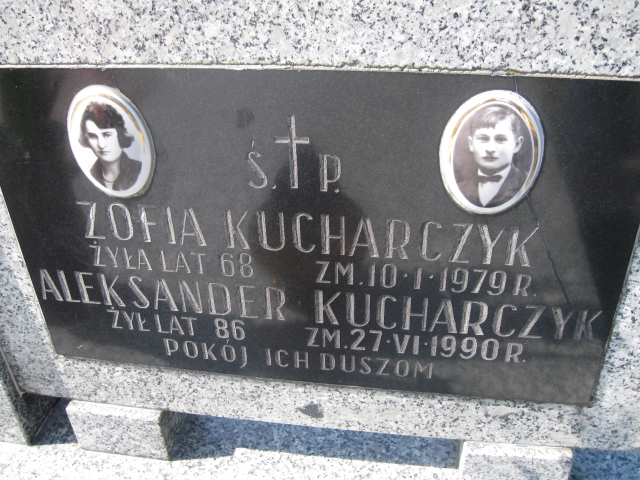 Ś. P.
ZOFIA KUCHARCZYK
ŻYŁA LAT 68 ZM. 10·I·1979 R.
ALEKSANDER KUCHARCZYK
ŻYŁ LAT 86 ZM. 27·VI·1990 R.
POKÓJ ICH DUSZOM